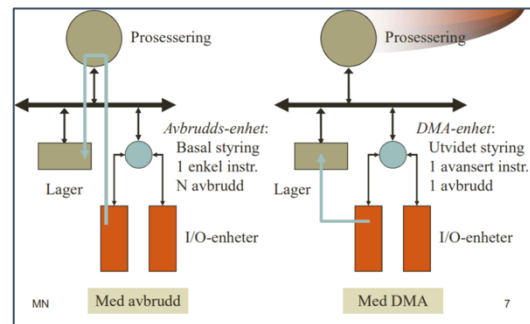 Prosessering
Avbrudds-enhet:
Basal styring
1 enkel instr.
N avbrudd
Lager
I/O-enheter
Med avbrudd
Prosessering
DMA-enhet:
Utvidet styring
1 avansert instr.
1 avbrudd
Lager
I/O-enheter
Med DMA
MN
7